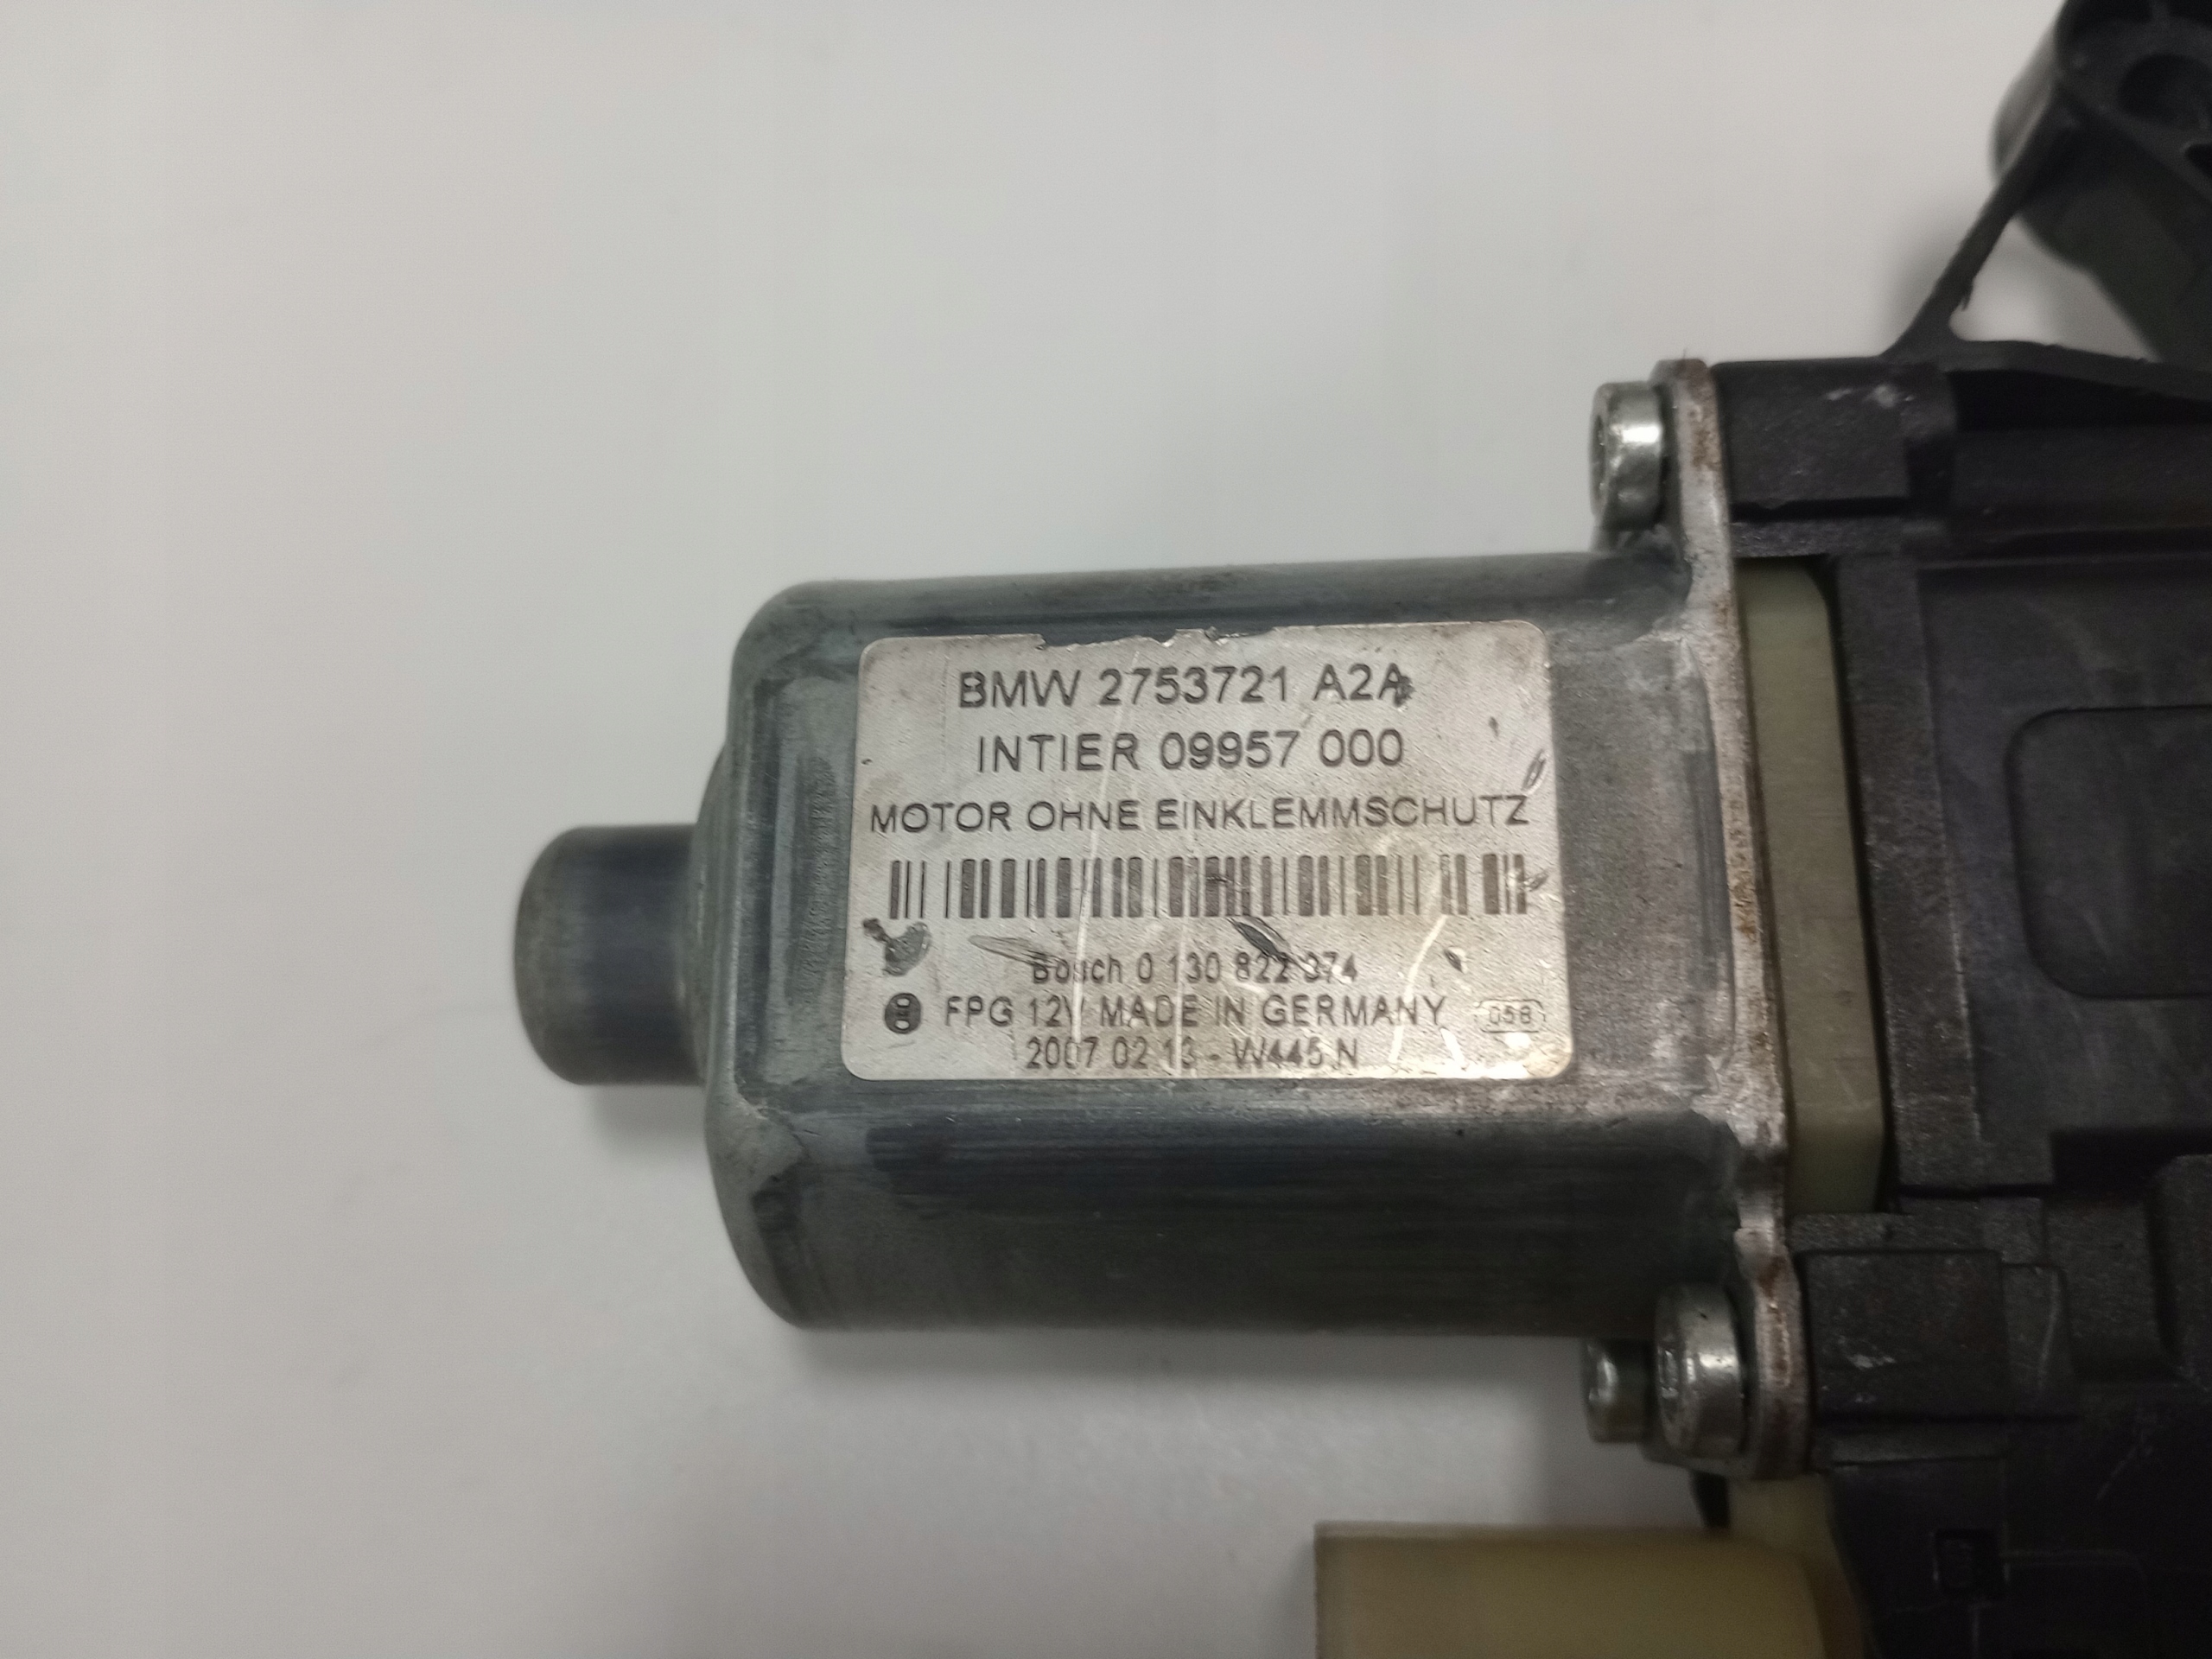 BMW 2753721 A2A
INTIER 09957 000
MOTOR OHNE EINKLEMMSCHUTZ
Bosch 0 130 822 374
FPG 12V MADE IN GERMANY 058
2007 02 13 - W445 N